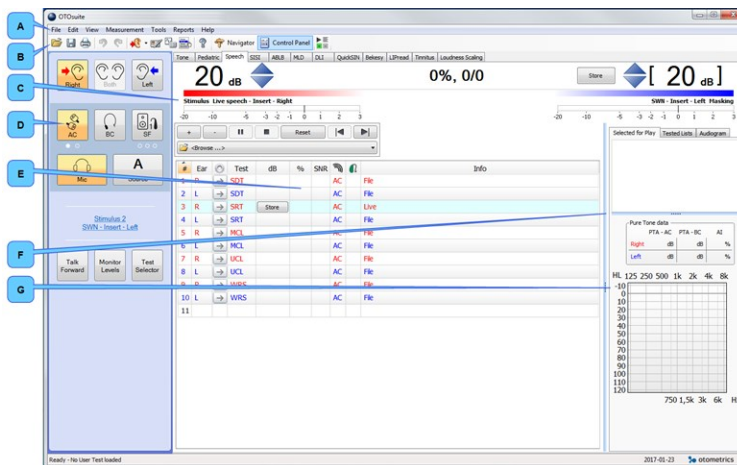 OTOsuite
A
File Edit View Measurement Tools Reports Help
B
Navigator Control Panel
Tone Pediatric Speech SISI ABLB MLD DLI QuickSIN Bekesy LIPread Tinnitus Loudness Scaling
Right Both Left
20 dB 0%, 0/0 Store [ 20 dB ]
C
Stimulus Live speech - Insert - Right SWN - Insert - Left Masking
-20 -10 -5 -3 -2 -1 0 1 2 3 -20 -10 -5 -3 -2 -1 0 1 2 3
D
AC BC SF
+ - Reset
Selected for Play Tested Lists Audiogram
<Browse ...>
E
Mic A
# Ear Test dB % SNR Info
1 R SDT AC File
2 L SDT AC File
3 R SRT Store AC Live
4 L SRT AC File
5 R MCL AC File
6 L MCL AC File
7 R UCL AC File
8 L UCL AC File
9 R WRS AC File
10 L WRS AC File
11
Stimulus 2
SWN - Insert - Left
F
Talk Forward Monitor Levels Test Selector
G
Pure Tone data
PTA - AC PTA - BC AI
Right dB dB %
Left dB dB %
HL 125 250 500 1k 2k 4k 8k
-10
0
10
20
30
40
50
60
70
80
90
100
110
120
750 1,5k 3k 6k H
Ready - No User Test loaded 2017-01-23 otometrics